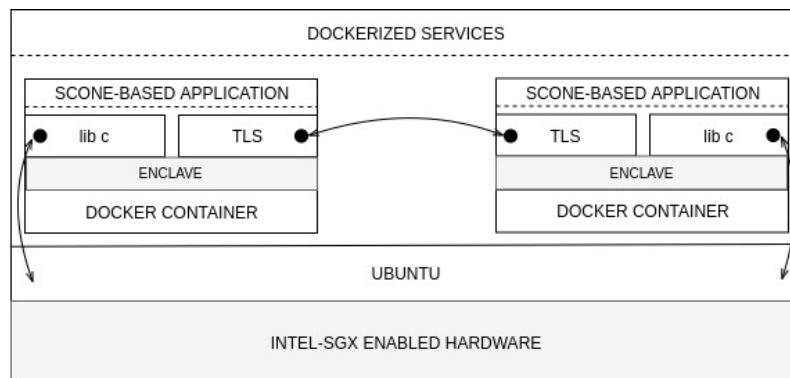 DOCKERIZED SERVICES
SCONE-BASED APPLICATION
lib c
TLS
ENCLAVE
DOCKER CONTAINER
SCONE-BASED APPLICATION
TLS
lib c
ENCLAVE
DOCKER CONTAINER
UBUNTU
INTEL-SGX ENABLED HARDWARE